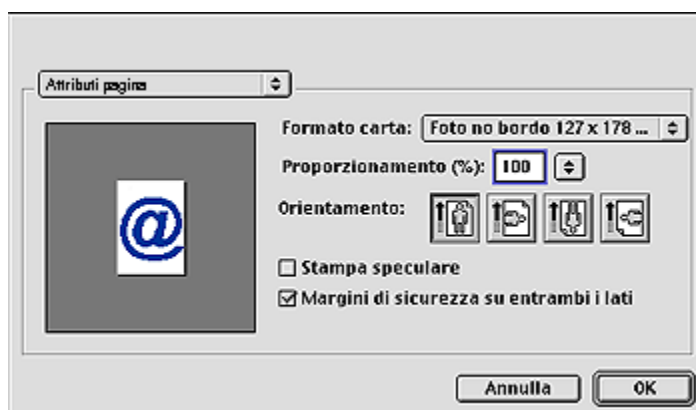 Attributi pagina
Formato carta: Foto no bordo 127 x 178 ...
Proporzionamento (%): 100
Orientamento:
@
Stampa speculare
Margini di sicurezza su entrambi i lati
Annulla OK